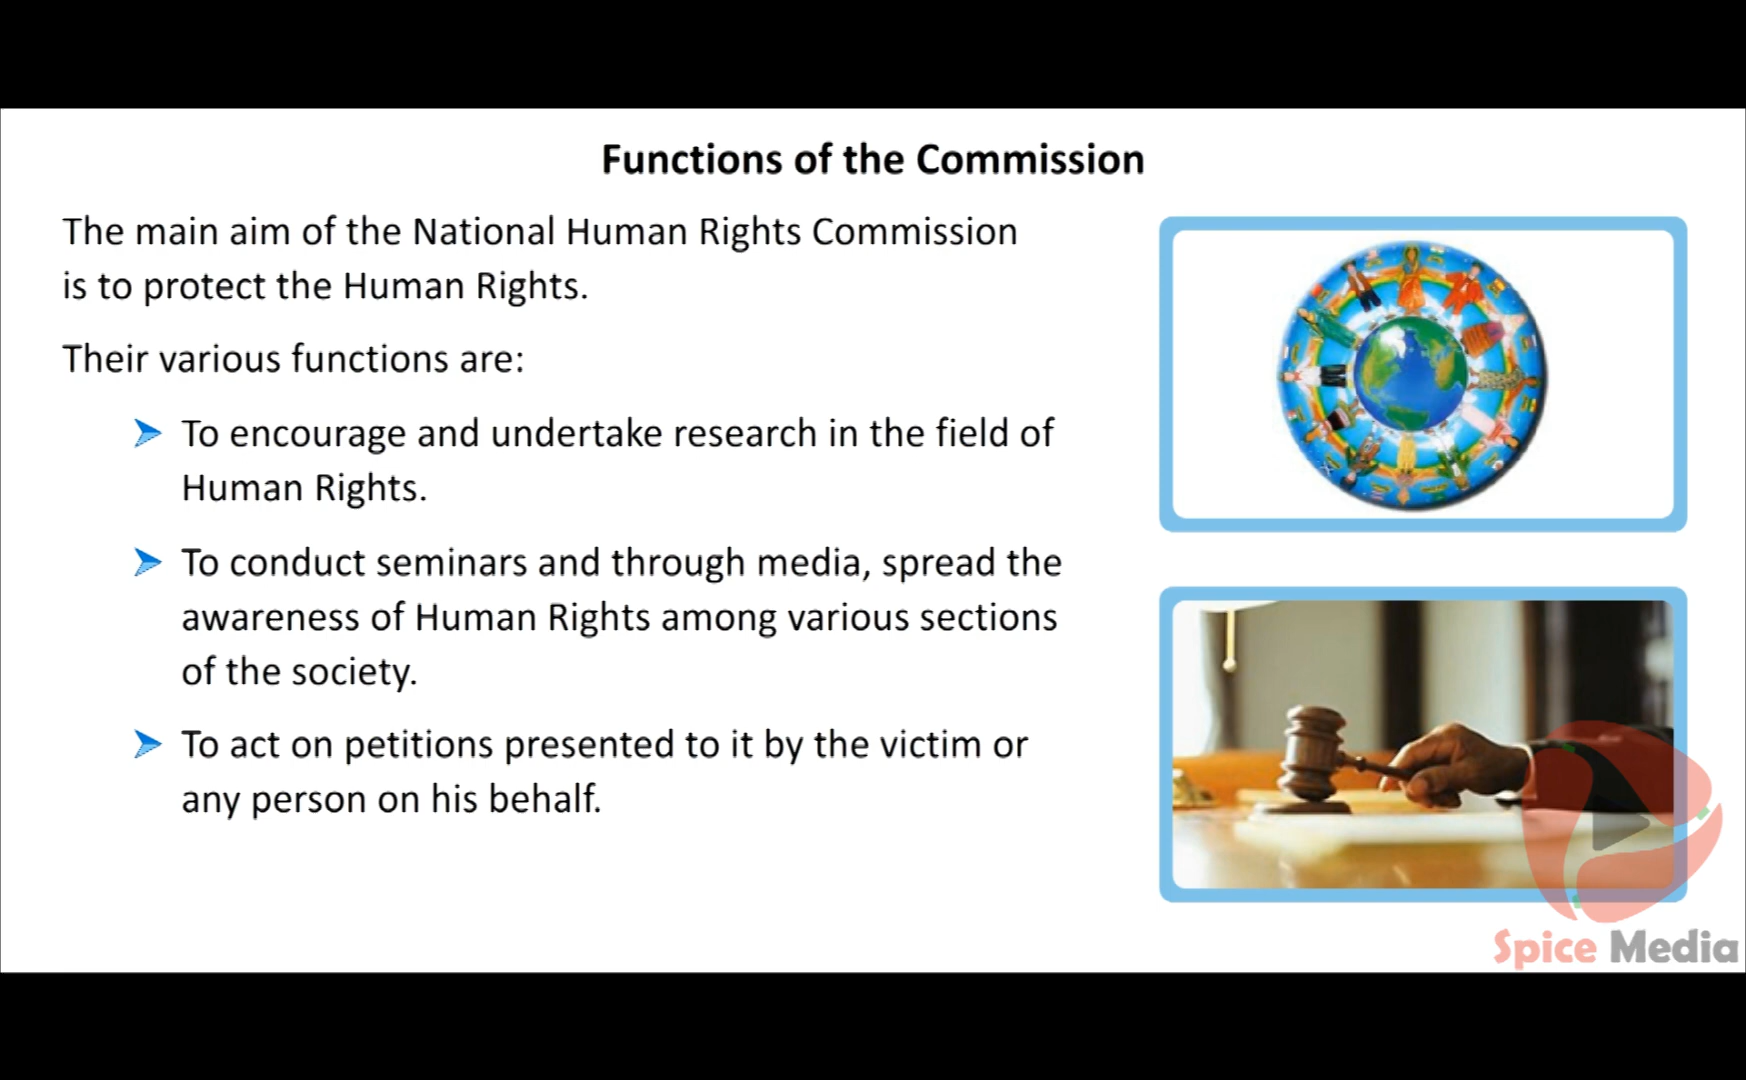 Functions of the Commission
The main aim of the National Human Rights Commission
is to protect the Human Rights.
Their various functions are:
To encourage and undertake research in the field of
Human Rights.
To conduct seminars and through media, spread the
awareness of Human Rights among various sections
of the society.
To act on petitions presented to it by the victim or
any person on his behalf.
Spice Media